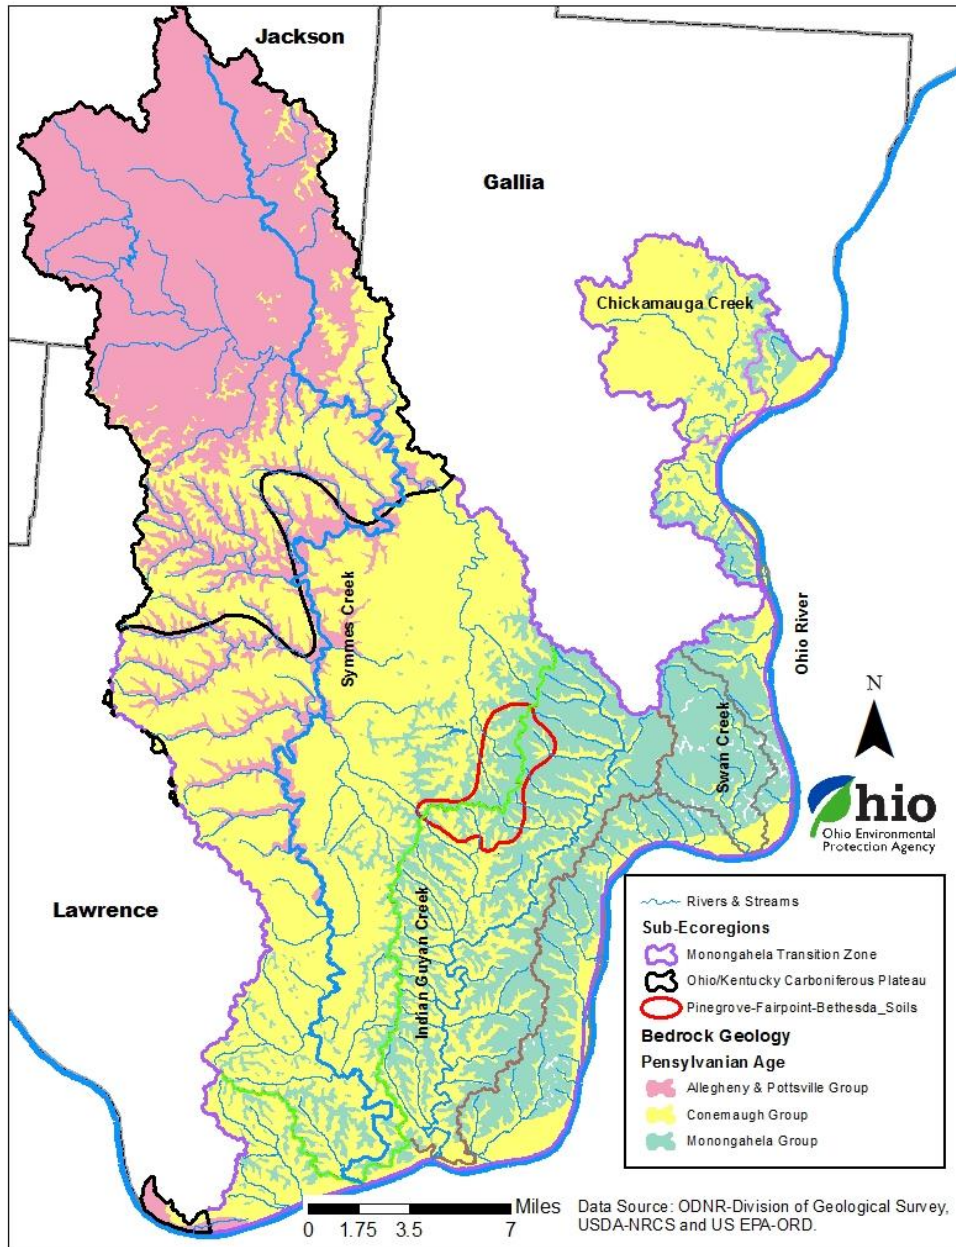 Jackson
Gallia
Chickamauga Creek
Symmes Creek
Ohio River
N
Swan Creek
Ohio
Ohio Environmental
Protection Agency
Lawrence
Indian Guyan Creek
Rivers & Streams
Sub-Ecoregions
Monongahela Transition Zone
Ohio/Kentucky Carboniferous Plateau
Pinegrove-Fairpoint-Bethesda_Soils
Bedrock Geology
Pensylvanian Age
Allegheny & Pottsville Group
Conemaugh Group
Monongahela Group
Miles
0 1.75 3.5 7
Data Source: ODNR-Division of Geological Survey,
USDA-NRCS and US EPA-ORD.